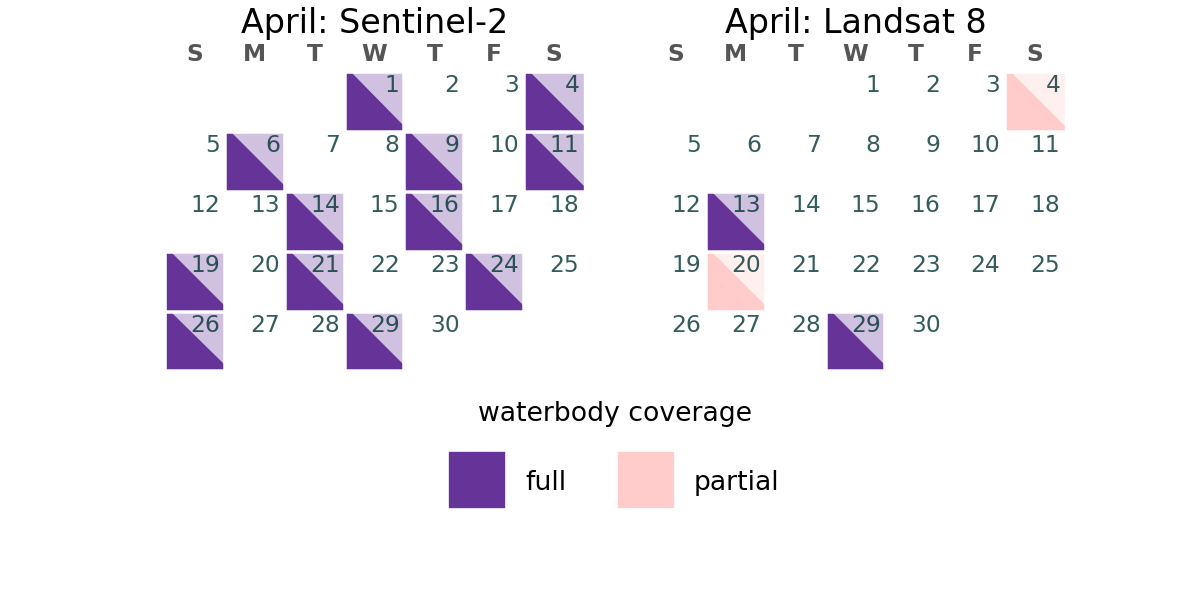 April: Sentinel-2
S M T W T F S
1 2 3 4
5 6 7 8 9 10 11
12 13 14 15 16 17 18
19 20 21 22 23 24 25
26 27 28 29 30
April: Landsat 8
S M T W T F S
1 2 3 4
5 6 7 8 9 10 11
12 13 14 15 16 17 18
19 20 21 22 23 24 25
26 27 28 29 30
waterbody coverage
full
partial